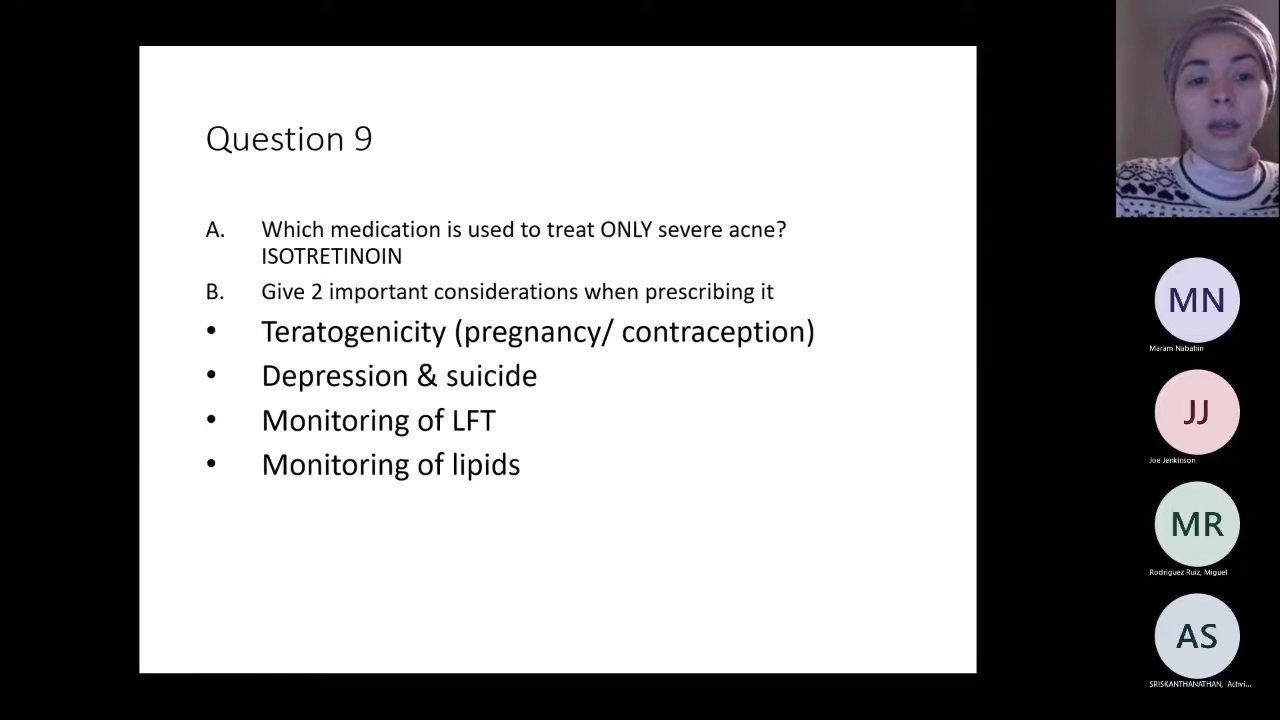 Question 9
A. Which medication is used to treat ONLY severe acne?
ISOTRETINOIN
B. Give 2 important considerations when prescribing it
• Teratogenicity (pregnancy/ contraception)
• Depression & suicide
• Monitoring of LFT
• Monitoring of lipids
MN
Maram Nabahin
JJ
Joe Jenkinson
MR
Rodriguez Ruiz, Miguel
AS
SRISKANTHANATHAN, Achvi...